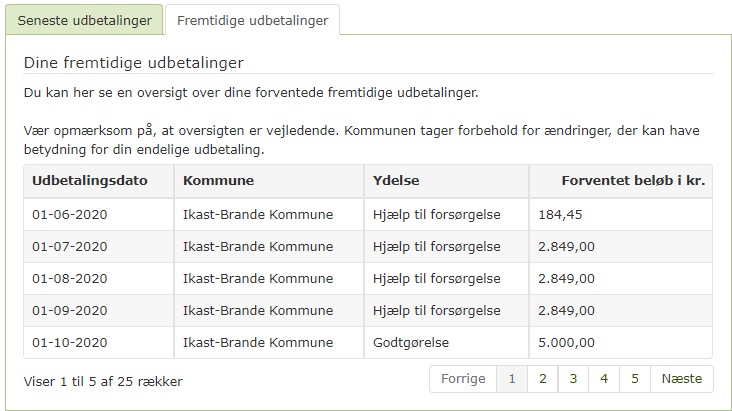 Seneste udbetalinger Fremtidige udbetalinger
Dine fremtidige udbetalinger
Du kan her se en oversigt over dine forventede fremtidige udbetalinger.
Vær opmærksom på, at oversigten er vejledende. Kommunen tager forbehold for ændringer, der kan have
betydning for din endelige udbetaling.
Udbetalingsdato Kommune Ydelse Forventet beløb i kr.
01-06-2020 Ikast-Brande Kommune Hjælp til forsørgelse 184,45
01-07-2020 Ikast-Brande Kommune Hjælp til forsørgelse 2.849,00
01-08-2020 Ikast-Brande Kommune Hjælp til forsørgelse 2.849,00
01-09-2020 Ikast-Brande Kommune Hjælp til forsørgelse 2.849,00
01-10-2020 Ikast-Brande Kommune Godtgørelse 5.000,00
Viser 1 til 5 af 25 rækker Forrige 1 2 3 4 5 Næste